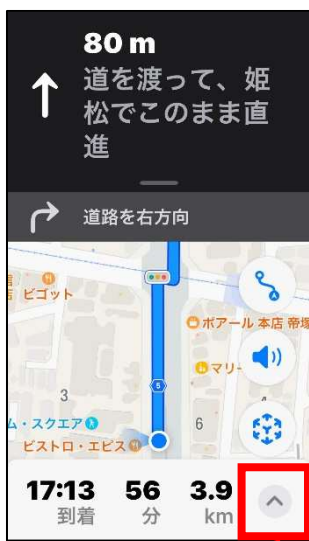 80 m
道を渡って、姫
松でこのまま直
進
道路を右方向
ビゴット
ポアール 本店 帝塚
マリー
3
ム・スクエア
6
ビストロ・エピス
5
17:13 56 3.9
到着 分 km